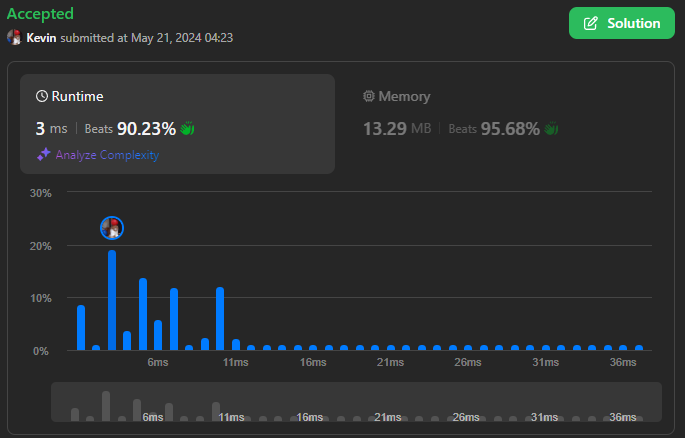 Accepted
Kevin submitted at May 21, 2024 04:23
Solution
Runtime
3 ms | Beats 90.23%
Analyze Complexity
Memory
13.29 MB | Beats 95.68%
30%
20%
10%
0%
6ms 11ms 16ms 21ms 26ms 31ms 36ms
6ms 11ms 16ms 21ms 26ms 31ms 36ms